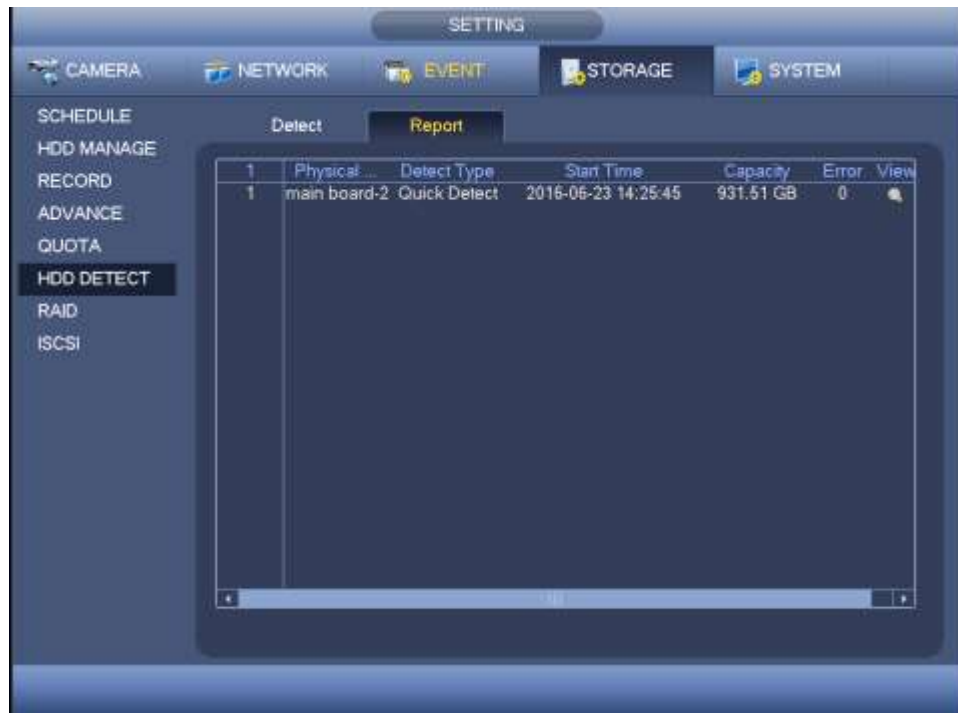 SETTING
CAMERA NETWORK EVENT STORAGE SYSTEM
SCHEDULE
HDD MANAGE
RECORD
ADVANCE
QUOTA
HDD DETECT
RAID
ISCSI
Detect Report
1 Physical ... Detect Type Start Time Capacity Error View
1 main board-2 Quick Detect 2016-06-23 14:25:45 931.51 GB 0